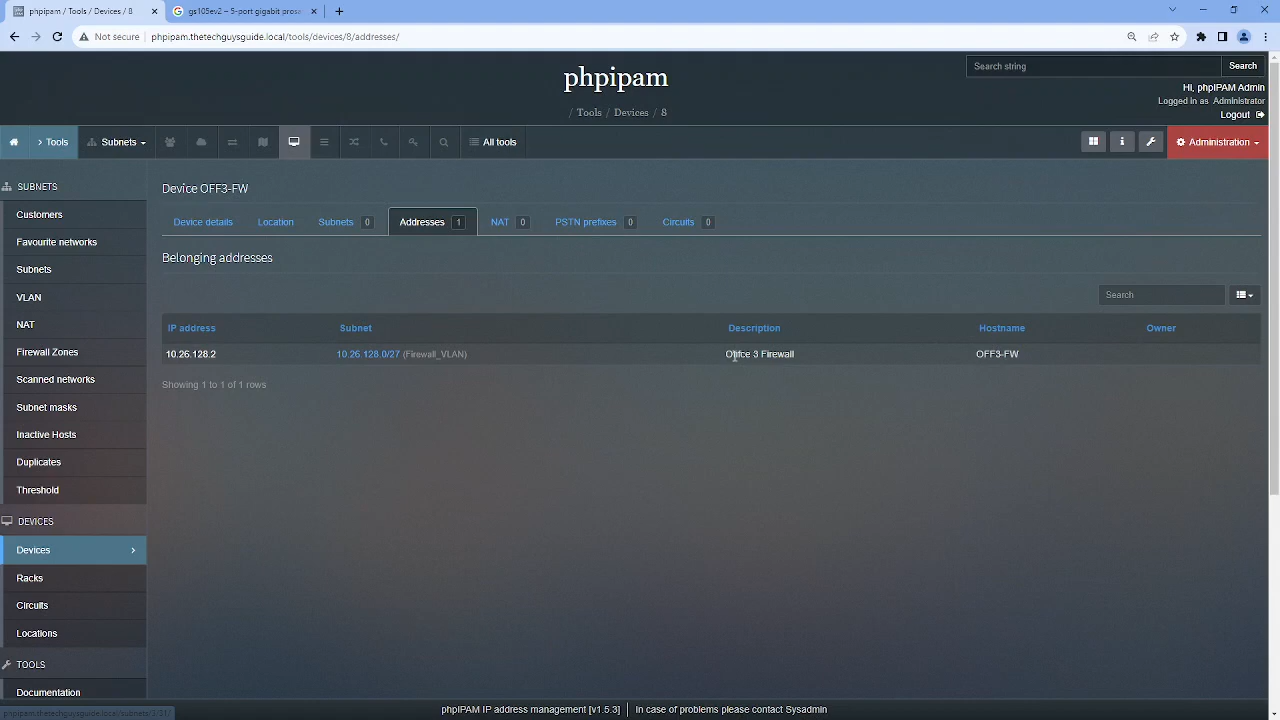 phpipam / Tools / Devices / 8
gs105ev2 – 5-port gigabit prose
Not secure
phpipam.thetechguysguide.local/tools/devices/8/addresses/
phpipam
/ Tools / Devices / 8
Search string
Search
Hi, phpIPAM Admin
Logged in as Administrator
Logout
> Tools
Subnets
All tools
Administration
SUBNETS
Customers
Favourite networks
Subnets
VLAN
NAT
Firewall Zones
Scanned networks
Subnet masks
Inactive Hosts
Duplicates
Threshold
DEVICES
Devices
Racks
Circuits
Locations
TOOLS
Documentation
Device OFF3-FW
Device details
Location
Subnets 0
Addresses 1
NAT 0
PSTN prefixes 0
Circuits 0
Belonging addresses
Search
IP address Subnet Description Hostname Owner
10.26.128.2 10.26.128.0/27 (Firewall_VLAN) Office 3 Firewall OFF3-FW
Showing 1 to 1 of 1 rows
phpIPAM IP address management [v1.5.3] | In case of problems please contact Sysadmin